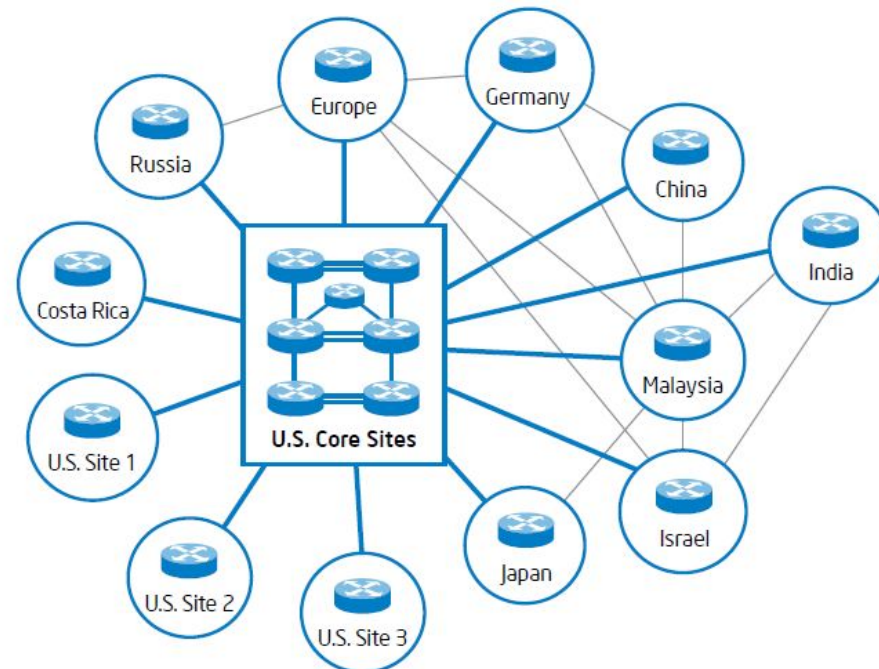 Europe
Germany
Russia
China
India
Costa Rica
Malaysia
U.S. Core Sites
U.S. Site 1
Israel
Japan
U.S. Site 2
U.S. Site 3